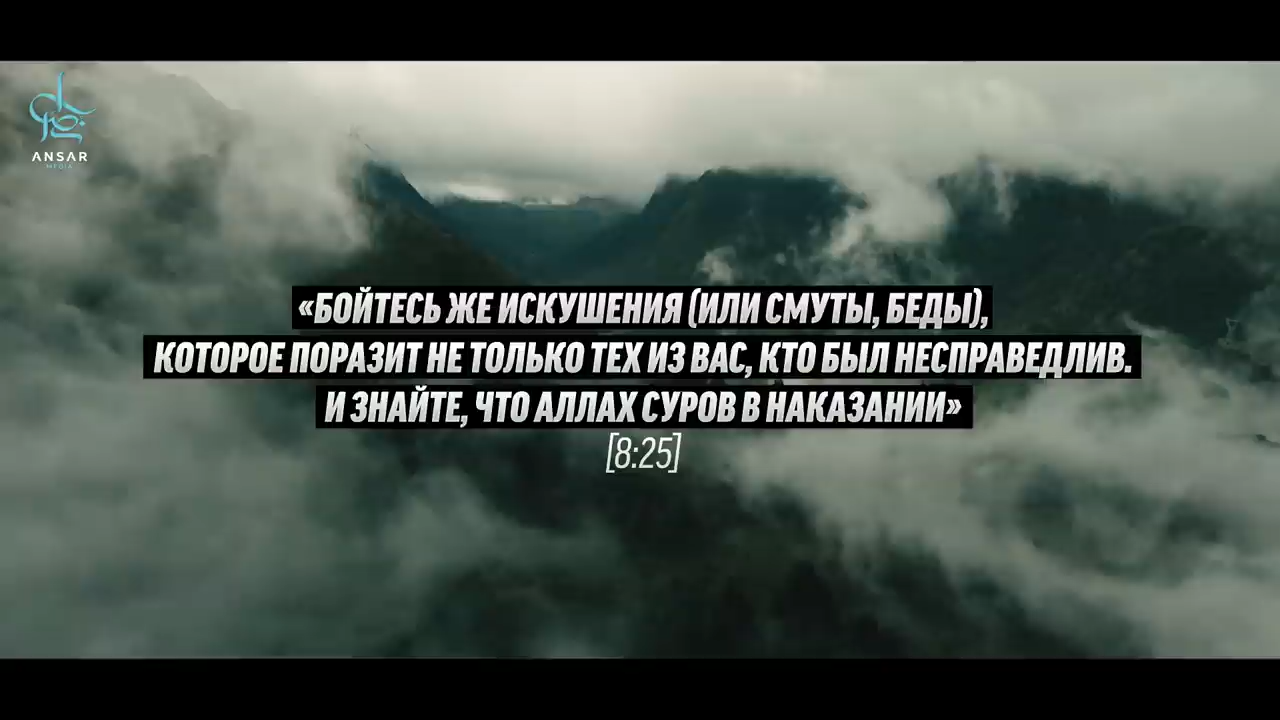 ANSAR
MEDIA
«БОЙТЕСЬ ЖЕ ИСКУШЕНИЯ (ИЛИ СМУТЫ, БЕДЫ),
КОТОРОЕ ПОРАЗИТ НЕ ТОЛЬКО ТЕХ ИЗ ВАС, КТО БЫЛ НЕСПРАВЕДЛИВ.
И ЗНАЙТЕ, ЧТО АЛЛАХ СУРОВ В НАКАЗАНИИ»
[8:25]